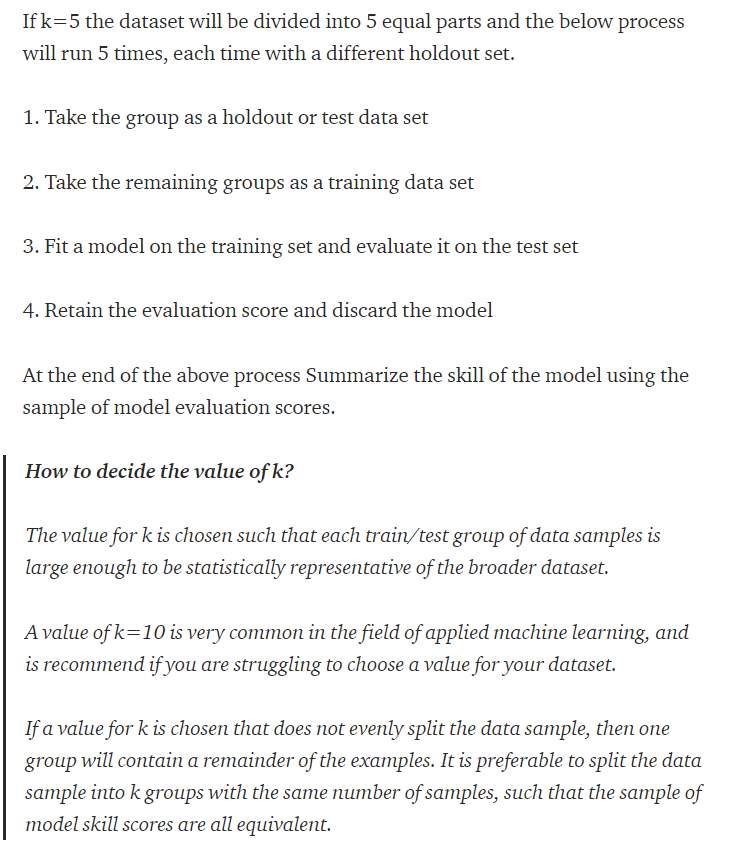 If k=5 the dataset will be divided into 5 equal parts and the below process
will run 5 times, each time with a different holdout set.
1. Take the group as a holdout or test data set
2. Take the remaining groups as a training data set
3. Fit a model on the training set and evaluate it on the test set
4. Retain the evaluation score and discard the model
At the end of the above process Summarize the skill of the model using the
sample of model evaluation scores.
How to decide the value of k?
The value for k is chosen such that each train/test group of data samples is
large enough to be statistically representative of the broader dataset.
A value of k=10 is very common in the field of applied machine learning, and
is recommend if you are struggling to choose a value for your dataset.
If a value for k is chosen that does not evenly split the data sample, then one
group will contain a remainder of the examples. It is preferable to split the data
sample into k groups with the same number of samples, such that the sample of
model skill scores are all equivalent.